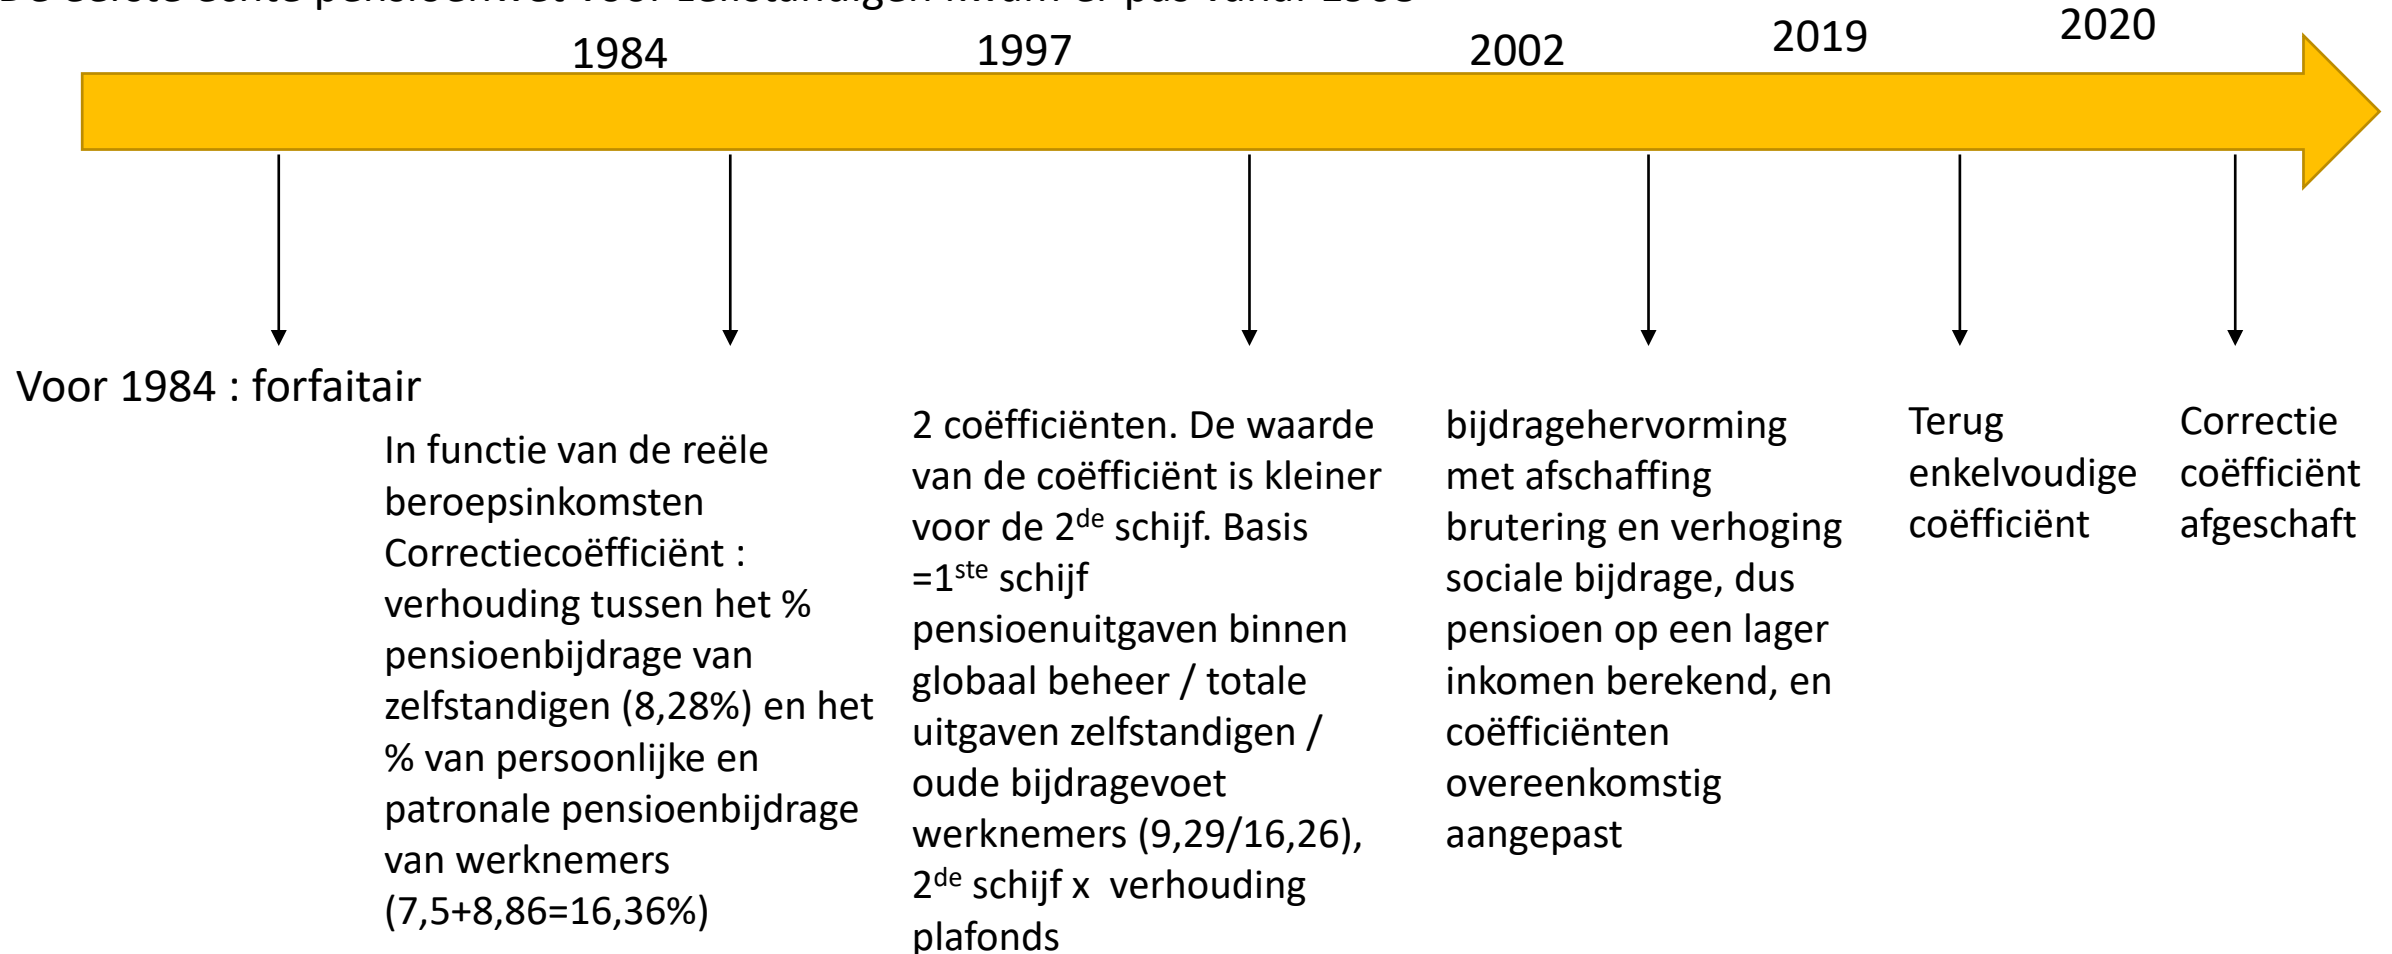 1984
1997
2002
2019
2020
Voor 1984 : forfaitair
In functie van de reële
beroepsinkomsten
Correctiecoëfficiënt :
verhouding tussen het %
pensioenbijdrage van
zelfstandigen (8,28%) en het
% van persoonlijke en
patronale pensioenbijdrage
van werknemers
(7,5+8,86=16,36%)
2 coëfficiënten. De waarde
van de coëfficiënt is kleiner
voor de 2de schijf. Basis
=1ste schijf
pensioenuitgaven binnen
globaal beheer / totale
uitgaven zelfstandigen /
oude bijdragevoet
werknemers (9,29/16,26),
2de schijf x verhouding
plafonds
bijdragehervorming
met afschaffing
brutering en verhoging
sociale bijdrage, dus
pensioen op een lager
inkomen berekend, en
coëfficiënten
overeenkomstig
aangepast
Terug
enkelvoudige
coëfficiënt
Correctie
coëfficiënt
afgeschaft